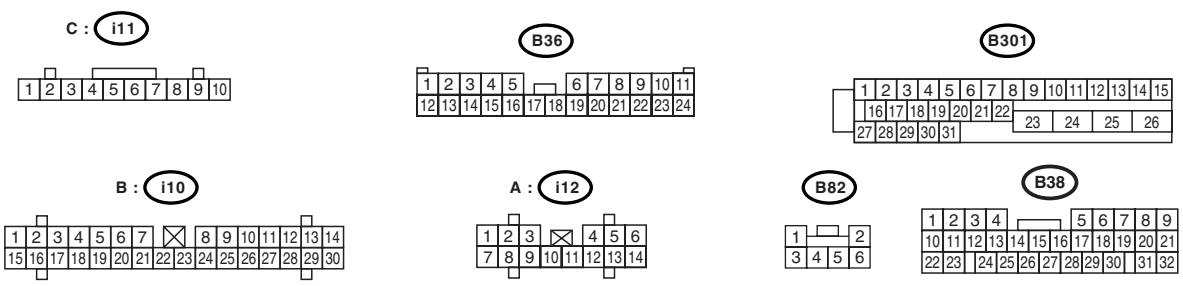 C : i11
1 2 3 4 5 6 7 8 9 10
B36
1 2 3 4 5 6 7 8 9 10 11
12 13 14 15 16 17 18 19 20 21 22 23 24
B301
1 2 3 4 5 6 7 8 9 10 11 12 13 14 15
16 17 18 19 20 21 22 23 24 25 26
27 28 29 30 31
B : i10
1 2 3 4 5 6 7 8 9 10 11 12 13 14
15 16 17 18 19 20 21 22 23 24 25 26 27 28 29 30
A : i12
1 2 3 4 5 6
7 8 9 10 11 12 13 14
B82
1 2
3 4 5 6
B38
1 2 3 4 5 6 7 8 9
10 11 12 13 14 15 16 17 18 19 20 21
22 23 24 25 26 27 28 29 30 31 32